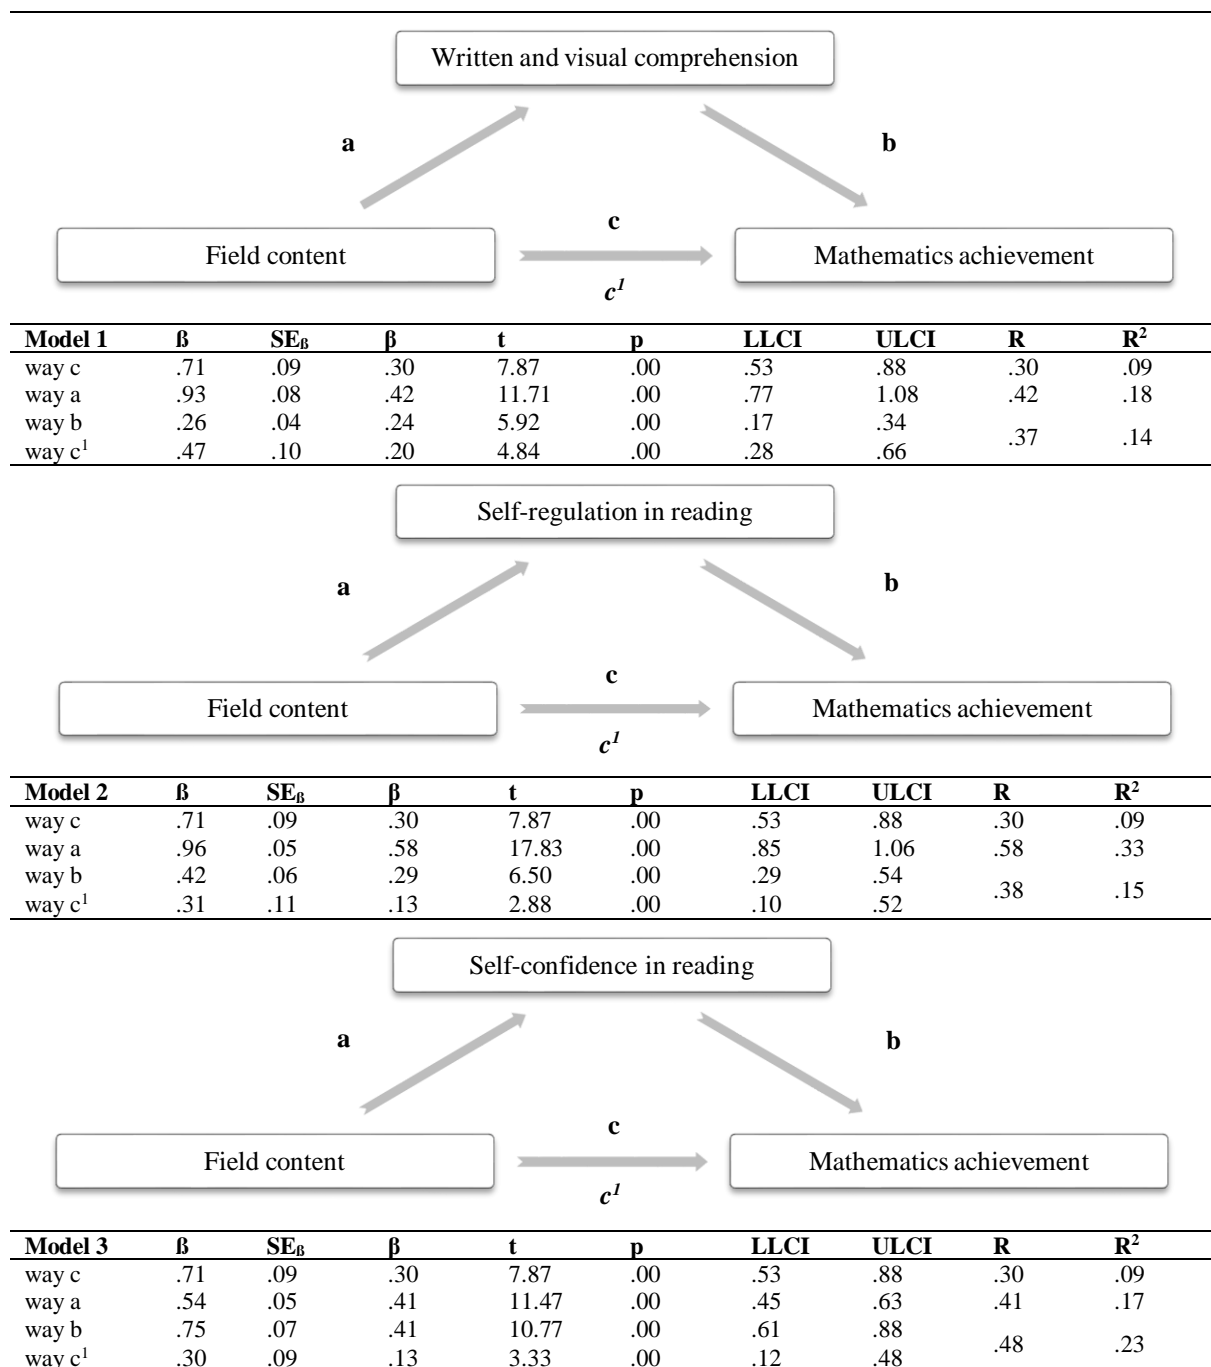 Written and visual comprehension
a
b
c
Field content
Mathematics achievement
c¹
Model 1 ß SEß β t p LLCI ULCI R R²
way c .71 .09 .30 7.87 .00 .53 .88 .30 .09
way a .93 .08 .42 11.71 .00 .77 1.08 .42 .18
way b .26 .04 .24 5.92 .00 .17 .34
.37 .14
way c¹ .47 .10 .20 4.84 .00 .28 .66
Self-regulation in reading
a
b
c
Field content
Mathematics achievement
c¹
Model 2 ß SEß β t p LLCI ULCI R R²
way c .71 .09 .30 7.87 .00 .53 .88 .30 .09
way a .96 .05 .58 17.83 .00 .85 1.06 .58 .33
way b .42 .06 .29 6.50 .00 .29 .54
.38 .15
way c¹ .31 .11 .13 2.88 .00 .10 .52
Self-confidence in reading
a
b
c
Field content
Mathematics achievement
c¹
Model 3 ß SEß β t p LLCI ULCI R R²
way c .71 .09 .30 7.87 .00 .53 .88 .30 .09
way a .54 .05 .41 11.47 .00 .45 .63 .41 .17
way b .75 .07 .41 10.77 .00 .61 .88
.48 .23
way c¹ .30 .09 .13 3.33 .00 .12 .48